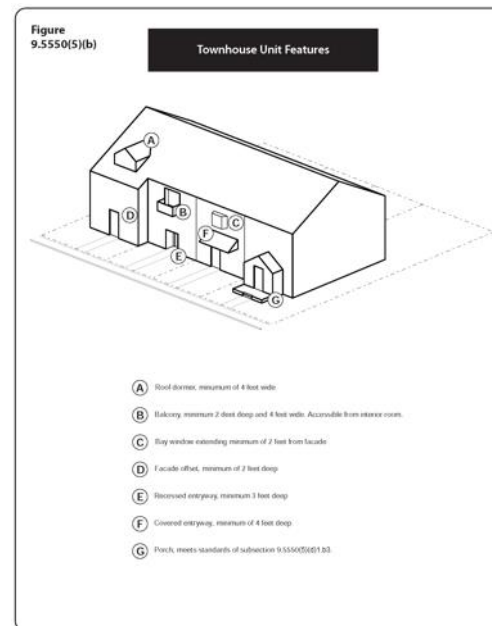 Figure
9.5550(5)(b)
Townhouse Unit Features
A
D
B
E
F
C
G
A Roof dormer, minimum of 4 feet wide
B Balcony, minimum 2 deet deep and 4 feet wide. Accessible from interior room.
C Bay window extending minimum of 2 feet from facade
D Facade offset, minimum of 2 feet deep
E Recessed entryway, minimum 3 feet deep
F Covered entryway, minimum of 4 feet deep
G Porch, meets standards of subsection 9.5550(5)(d)1.b3.